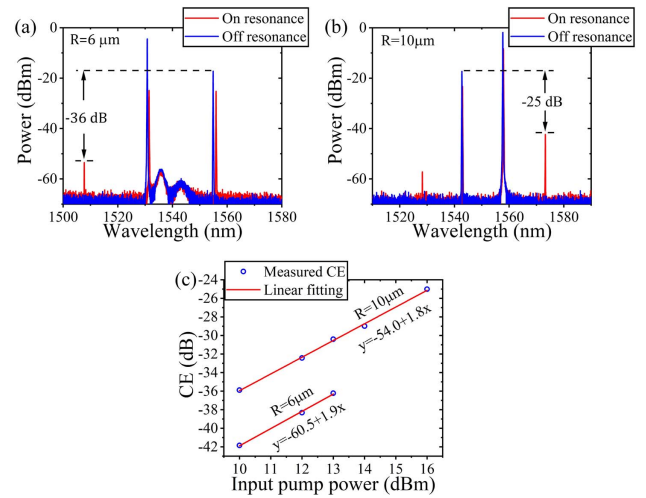 (a)
On resonance
Off resonance
R=6 μm
0
-20
-40
-60
-36 dB
Power (dBm)
1500 1520 1540 1560 1580
Wavelength (nm)
(b)
On resonance
Off resonance
R=10μm
0
-20
-40
-60
-25 dB
Power (dBm)
1520 1540 1560 1580
Wavelength (nm)
(c)
Measured CE
Linear fitting
-24
-26
-28
-30
-32
-34
-36
-38
-40
-42
CE (dB)
R=10μm
y=-54.0+1.8x
R=6μm
y=-60.5+1.9x
10 11 12 13 14 15 16
Input pump power (dBm)